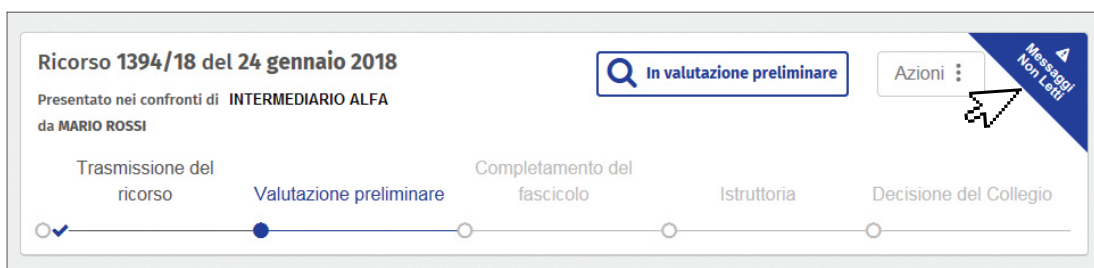 Ricorso 1394/18 del 24 gennaio 2018
In valutazione preliminare
Azioni
Messaggi
Non Letti
Presentato nei confronti di INTERMEDIARIO ALFA
da MARIO ROSSI
Trasmissione del
ricorso
Valutazione preliminare
Completamento del
fascicolo
Istruttoria
Decisione del Collegio